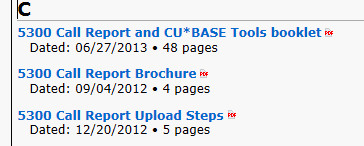 C
5300 Call Report and CU*BASE Tools booklet
Dated: 06/27/2013 • 48 pages
5300 Call Report Brochure
Dated: 09/04/2012 • 4 pages
5300 Call Report Upload Steps
Dated: 12/20/2012 • 5 pages